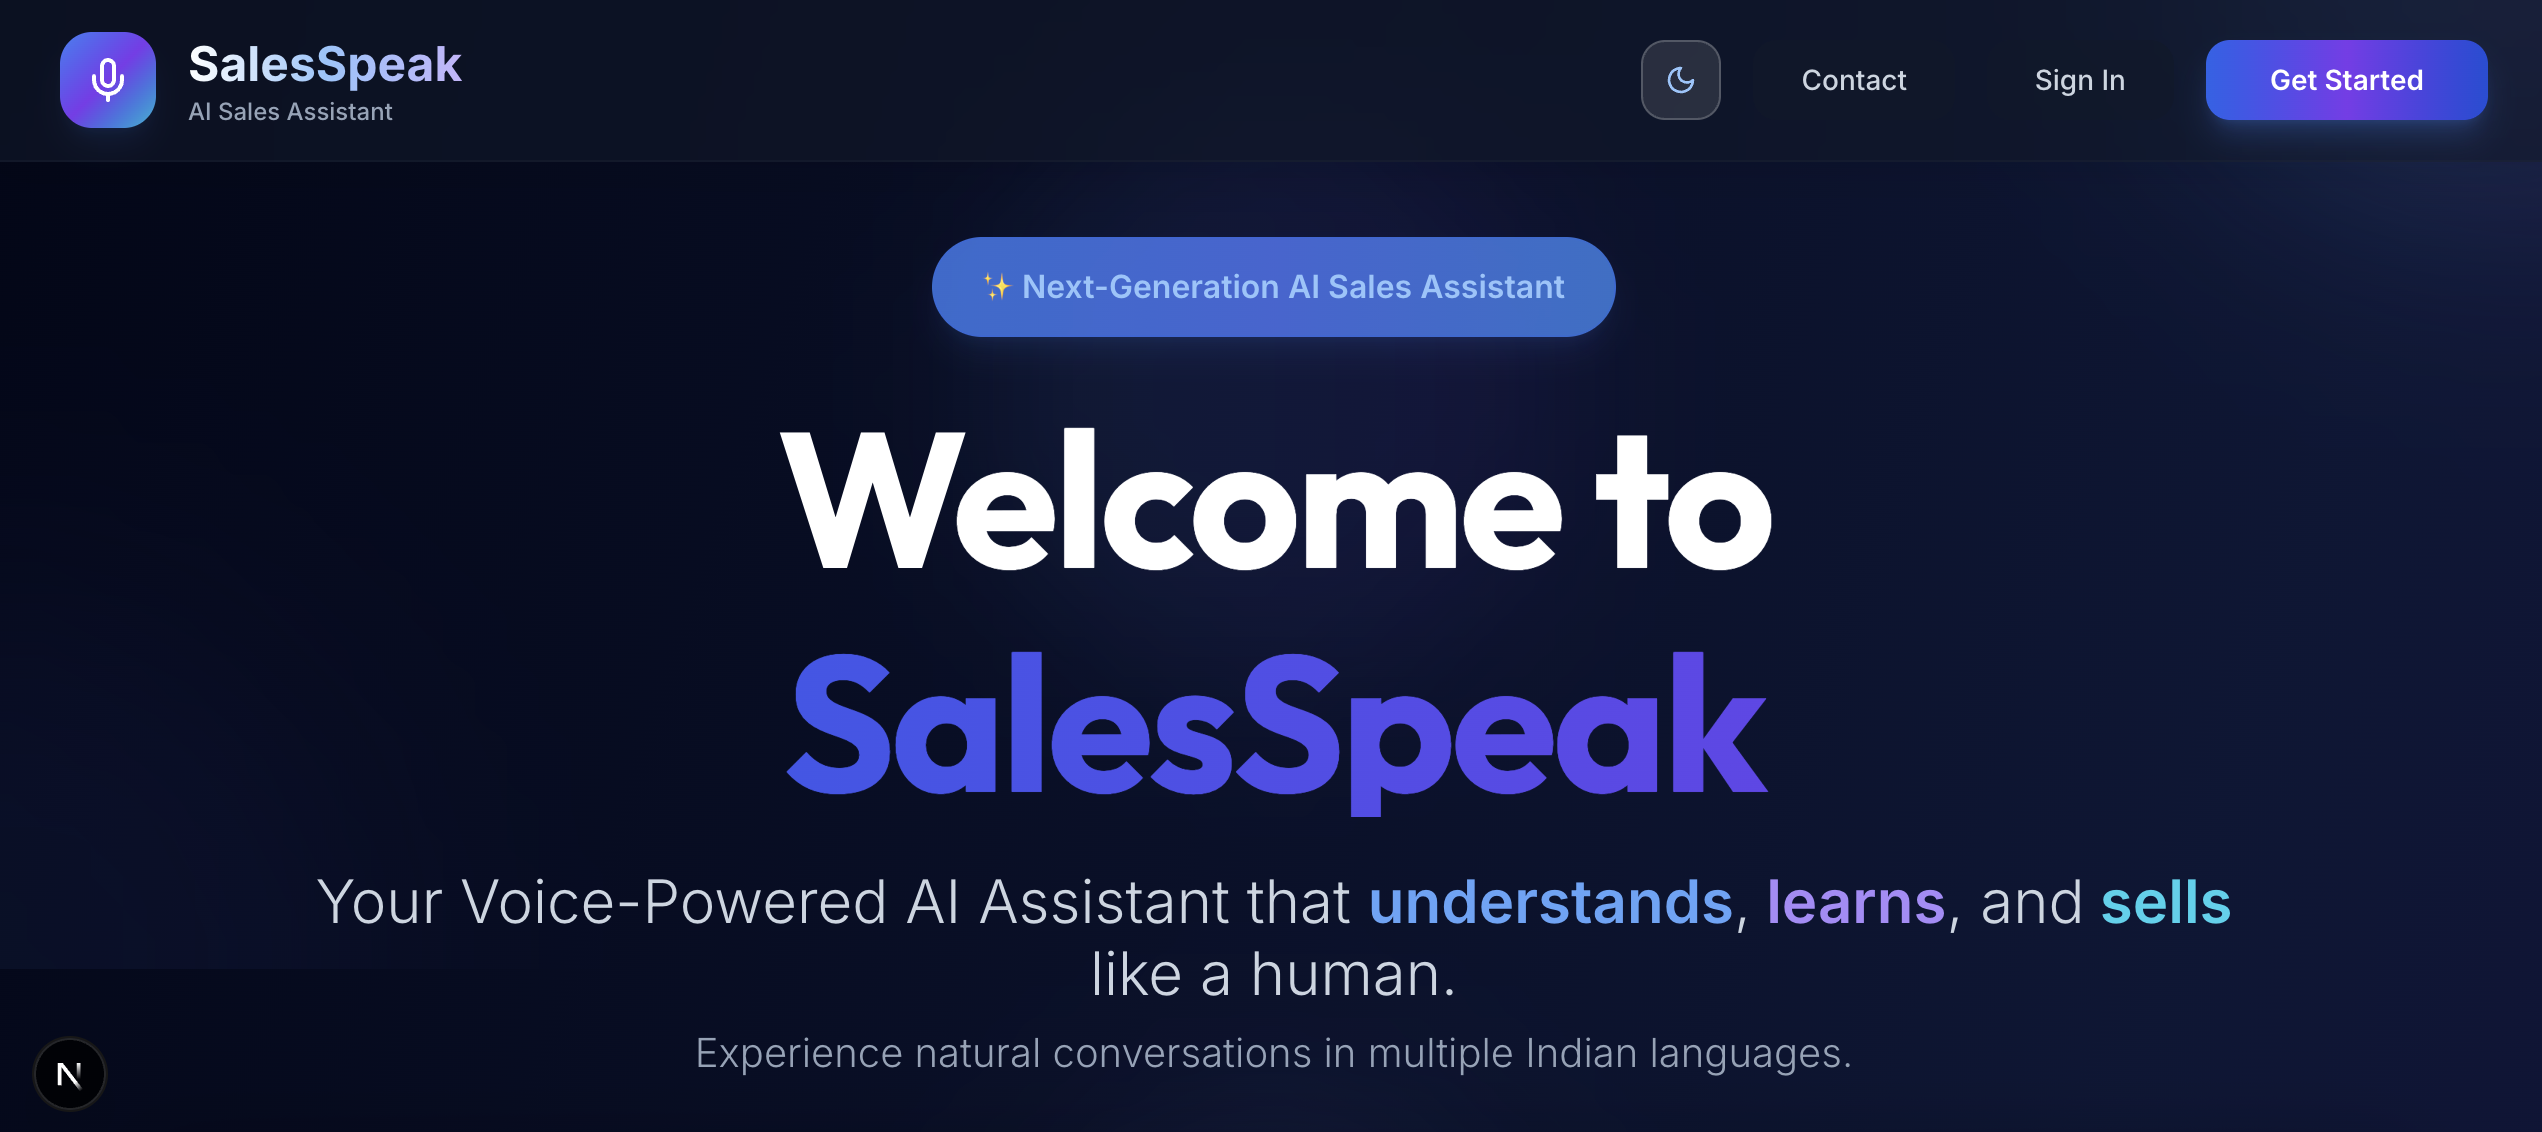 SalesSpeak
AI Sales Assistant
Contact
Sign In
Get Started
✨ Next-Generation AI Sales Assistant
Welcome to
SalesSpeak
Your Voice-Powered AI Assistant that understands, learns, and sells
like a human.
Experience natural conversations in multiple Indian languages.
N